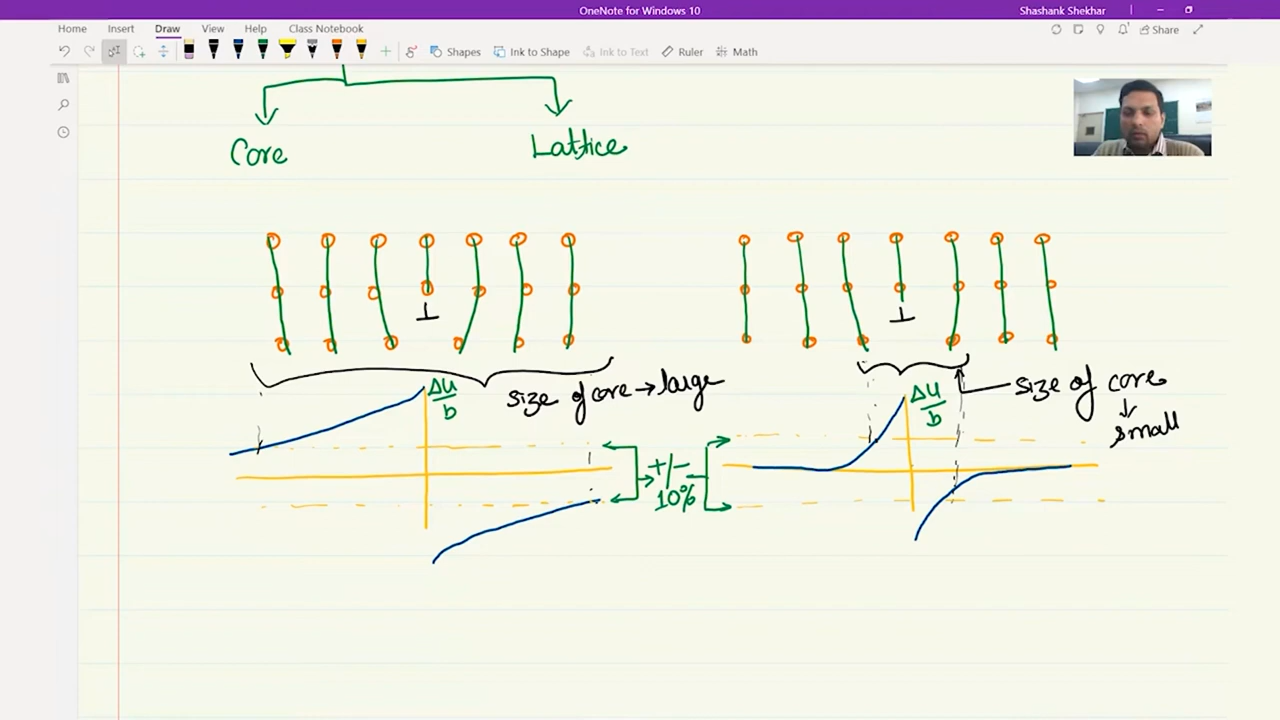 OneNote for Windows 10
Shashank Shekhar
Home Insert Draw View Help Class Notebook
Shapes Ink to Shape Ink to Text Ruler Math
Share
Core
Lattice
⊥
⊥
size of core → large
size of core
↓
small
Δu/b
Δu/b
+/-
10%